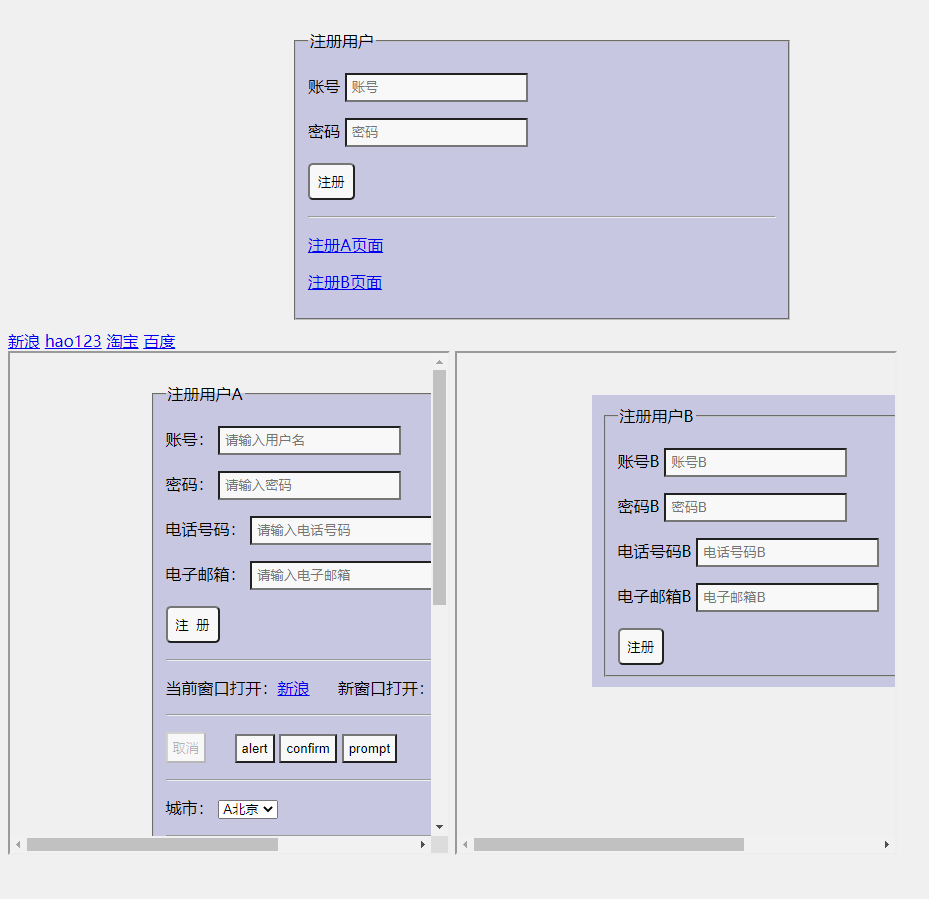 注册用户
账号 账号
密码 密码
注册
注册A页面
注册B页面
新浪 hao123 淘宝 百度
注册用户A
账号： 请输入用户名
密码： 请输入密码
电话号码： 请输入电话号码
电子邮箱： 请输入电子邮箱
注 册
当前窗口打开：新浪 新窗口打开：
取消 alert confirm prompt
城市： A北京
注册用户B
账号B 账号B
密码B 密码B
电话号码B 电话号码B
电子邮箱B 电子邮箱B
注册